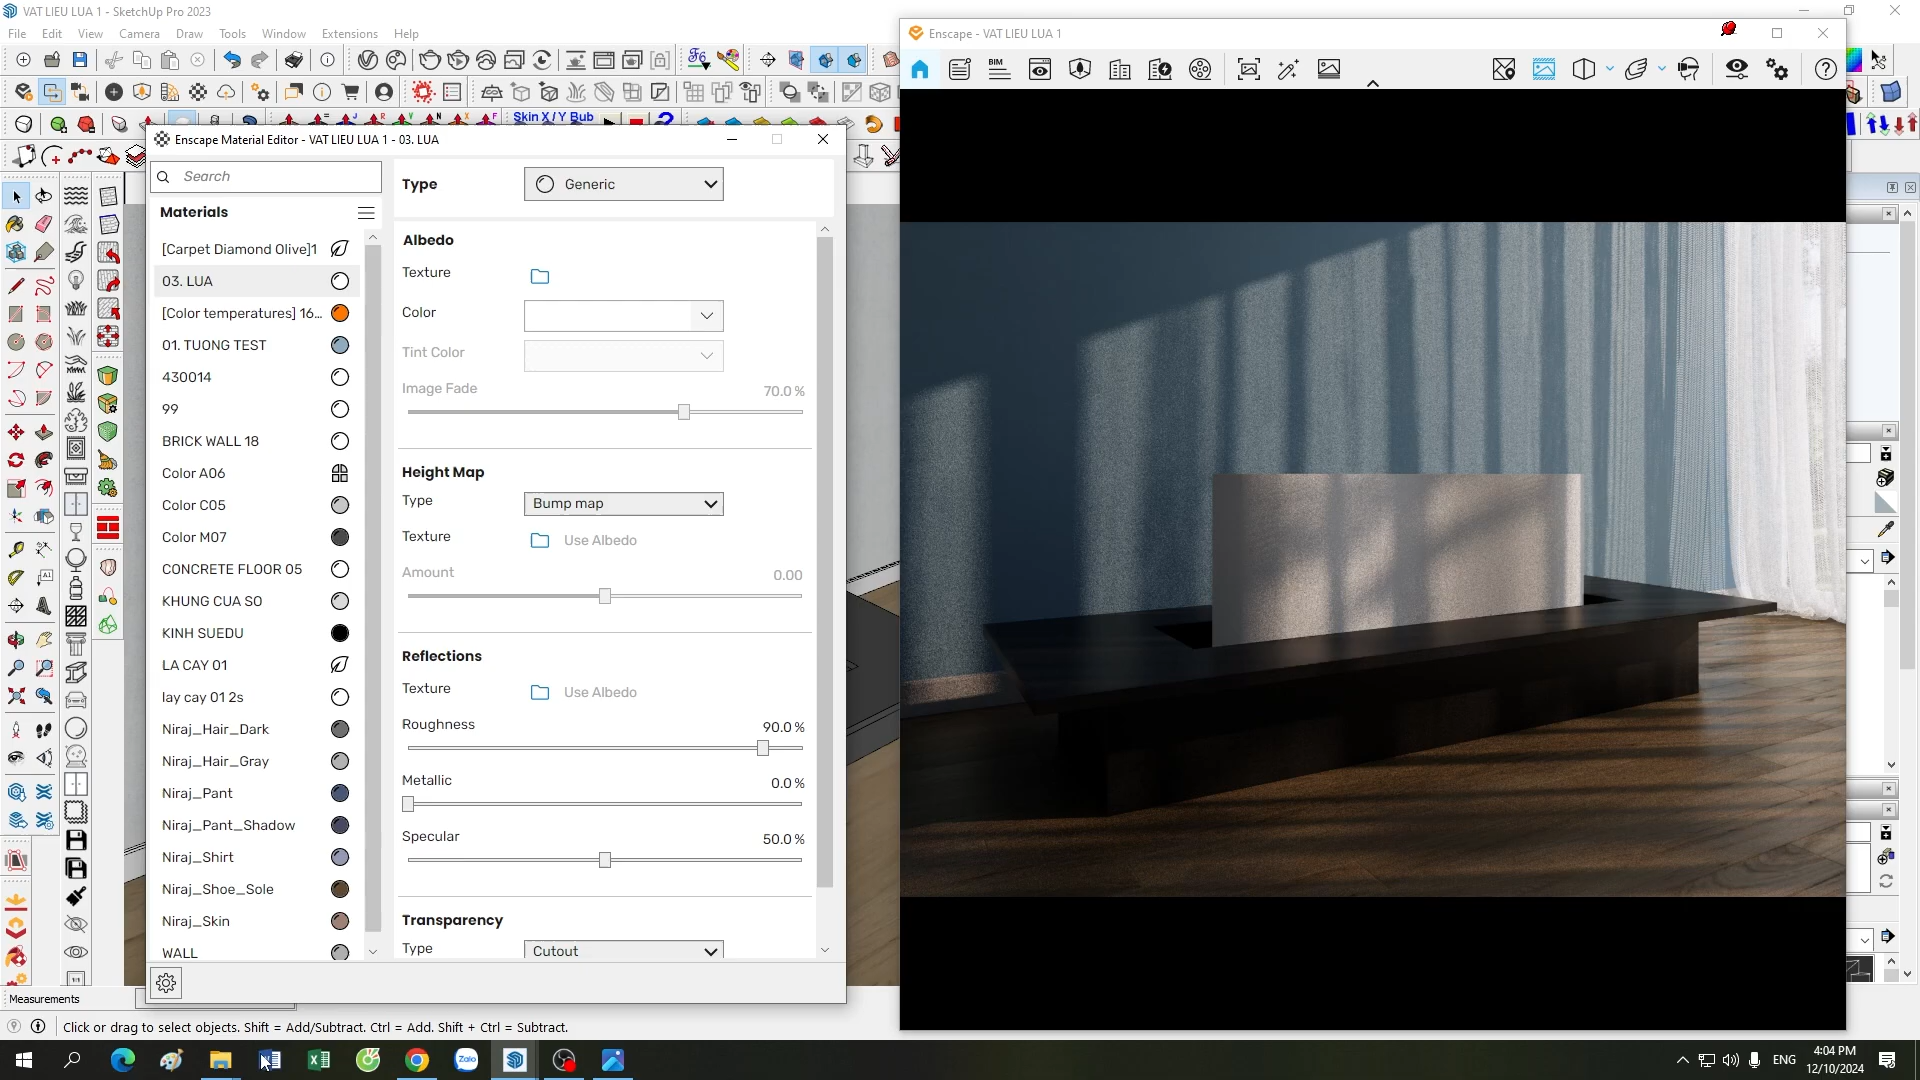 VAT LIEU LUA 1 - SketchUp Pro 2023
File Edit View Camera Draw Tools Window Extensions Help
Enscape - VAT LIEU LUA 1
BIM
Skin X / Y Bub
Enscape Material Editor - VAT LIEU LUA 1 - 03. LUA
Search
Materials
[Carpet Diamond Olive]1
03. LUA
[Color temperatures] 16...
01. TUONG TEST
430014
99
BRICK WALL 18
Color A06
Color C05
Color M07
CONCRETE FLOOR 05
KHUNG CUA SO
KINH SUEDU
LA CAY 01
lay cay 01 2s
Niraj_Hair_Dark
Niraj_Hair_Gray
Niraj_Pant
Niraj_Pant_Shadow
Niraj_Shirt
Niraj_Shoe_Sole
Niraj_Skin
WALL
Type Generic
Albedo
Texture
Color
Tint Color
Image Fade 70.0 %
Height Map
Type Bump map
Texture Use Albedo
Amount 0.00
Reflections
Texture Use Albedo
Roughness 90.0 %
Metallic 0.0 %
Specular 50.0 %
Transparency
Type Cutout
Measurements
Click or drag to select objects. Shift = Add/Subtract. Ctrl = Add. Shift + Ctrl = Subtract.
Zalo
ENG
4:04 PM
12/10/2024